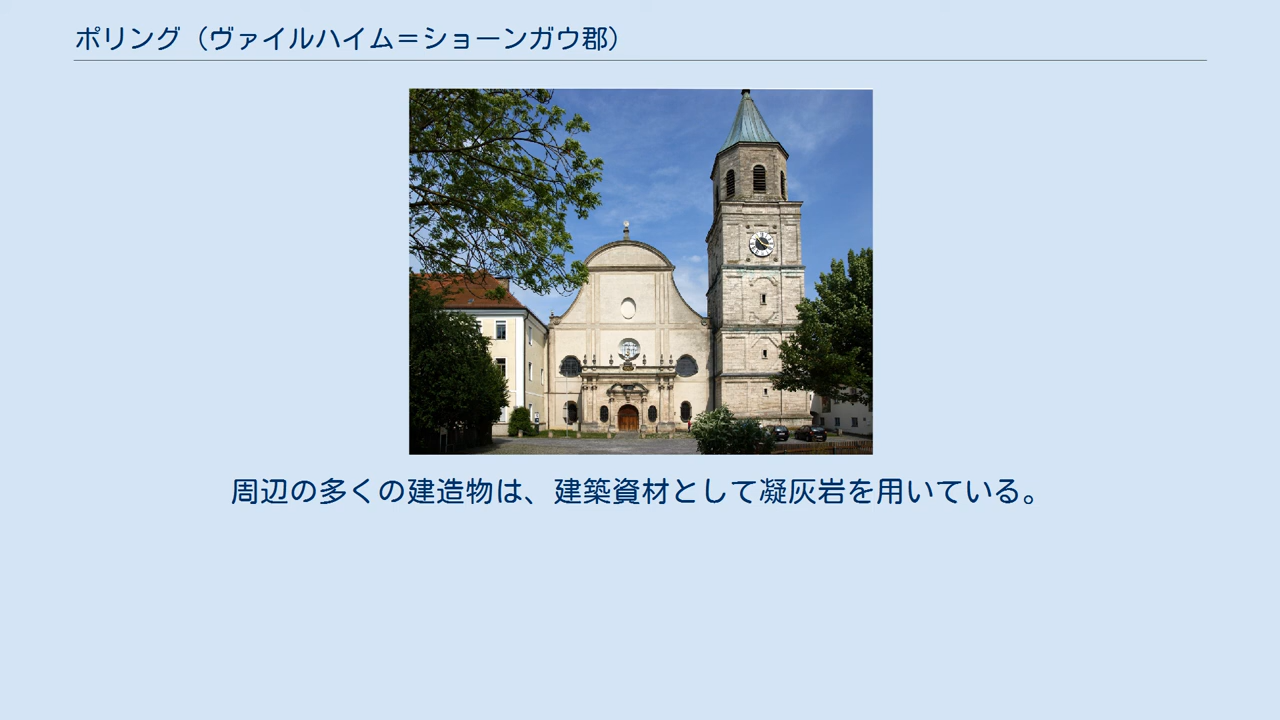 ポリング（ヴァイルハイム＝ショーンガウ郡）
周辺の多くの建造物は、建築資材として凝灰岩を用いている。